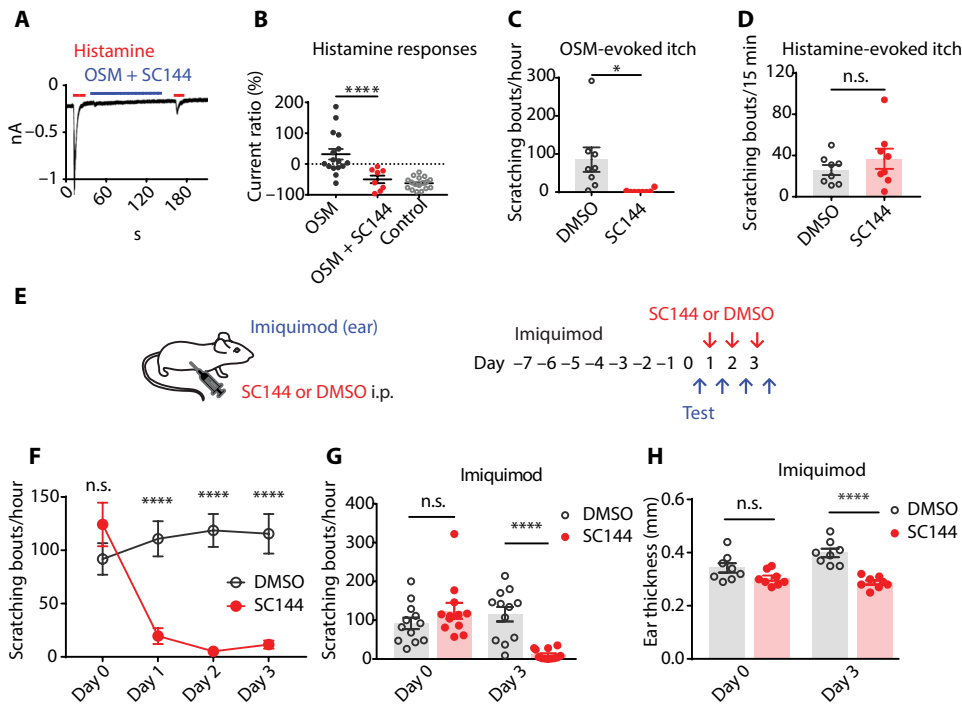 A
Histamine
OSM + SC144
0
−0.5
−1
nA
0
60
120
180
s
B
Histamine responses
Current ratio (%)
200
100
0
−100
****
OSM
OSM + SC144
Control
C
OSM-evoked itch
Scratching bouts/hour
300
200
100
0
*
DMSO
SC144
D
Histamine-evoked itch
Scratching bouts/15 min
120
80
40
0
n.s.
DMSO
SC144
E
Imiquimod (ear)
SC144 or DMSO i.p.
SC144 or DMSO
Imiquimod
Day −7 −6 −5 −4 −3 −2 −1 0 1 2 3
Test
F
Scratching bouts/hour
150
100
50
0
n.s.
****
****
****
DMSO
SC144
Day 0
Day 1
Day 2
Day 3
G
Imiquimod
Scratching bouts/hour
400
300
200
100
0
n.s.
****
DMSO
SC144
Day 0
Day 3
H
Imiquimod
Ear thickness (mm)
0.6
0.4
0.2
0.0
n.s.
****
DMSO
SC144
Day 0
Day 3